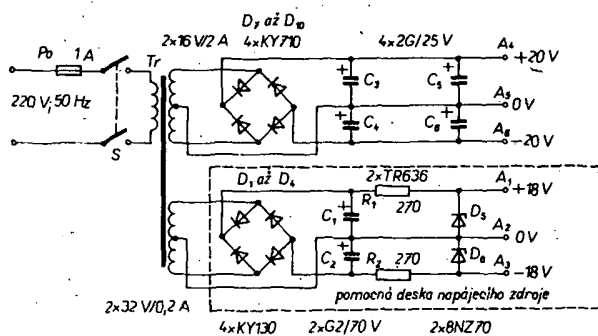 D7 až D10
Po 1 A Tr 2×16 V/2 A 4×KY710 4×2G/25 V A4
+20 V
C3 C5
A5
0 V
220 V; 50 Hz
C4 C6
A6
−20 V
S
D1 až D4 2×TR636 A1
+18 V
R1 270
C1 D5
A2
0 V
C2 R2 270 D6
A3
−18 V
pomocná deska napájecího zdroje
2×32 V/0,2 A
4×KY130 2×G2/70 V 2×8NZ70